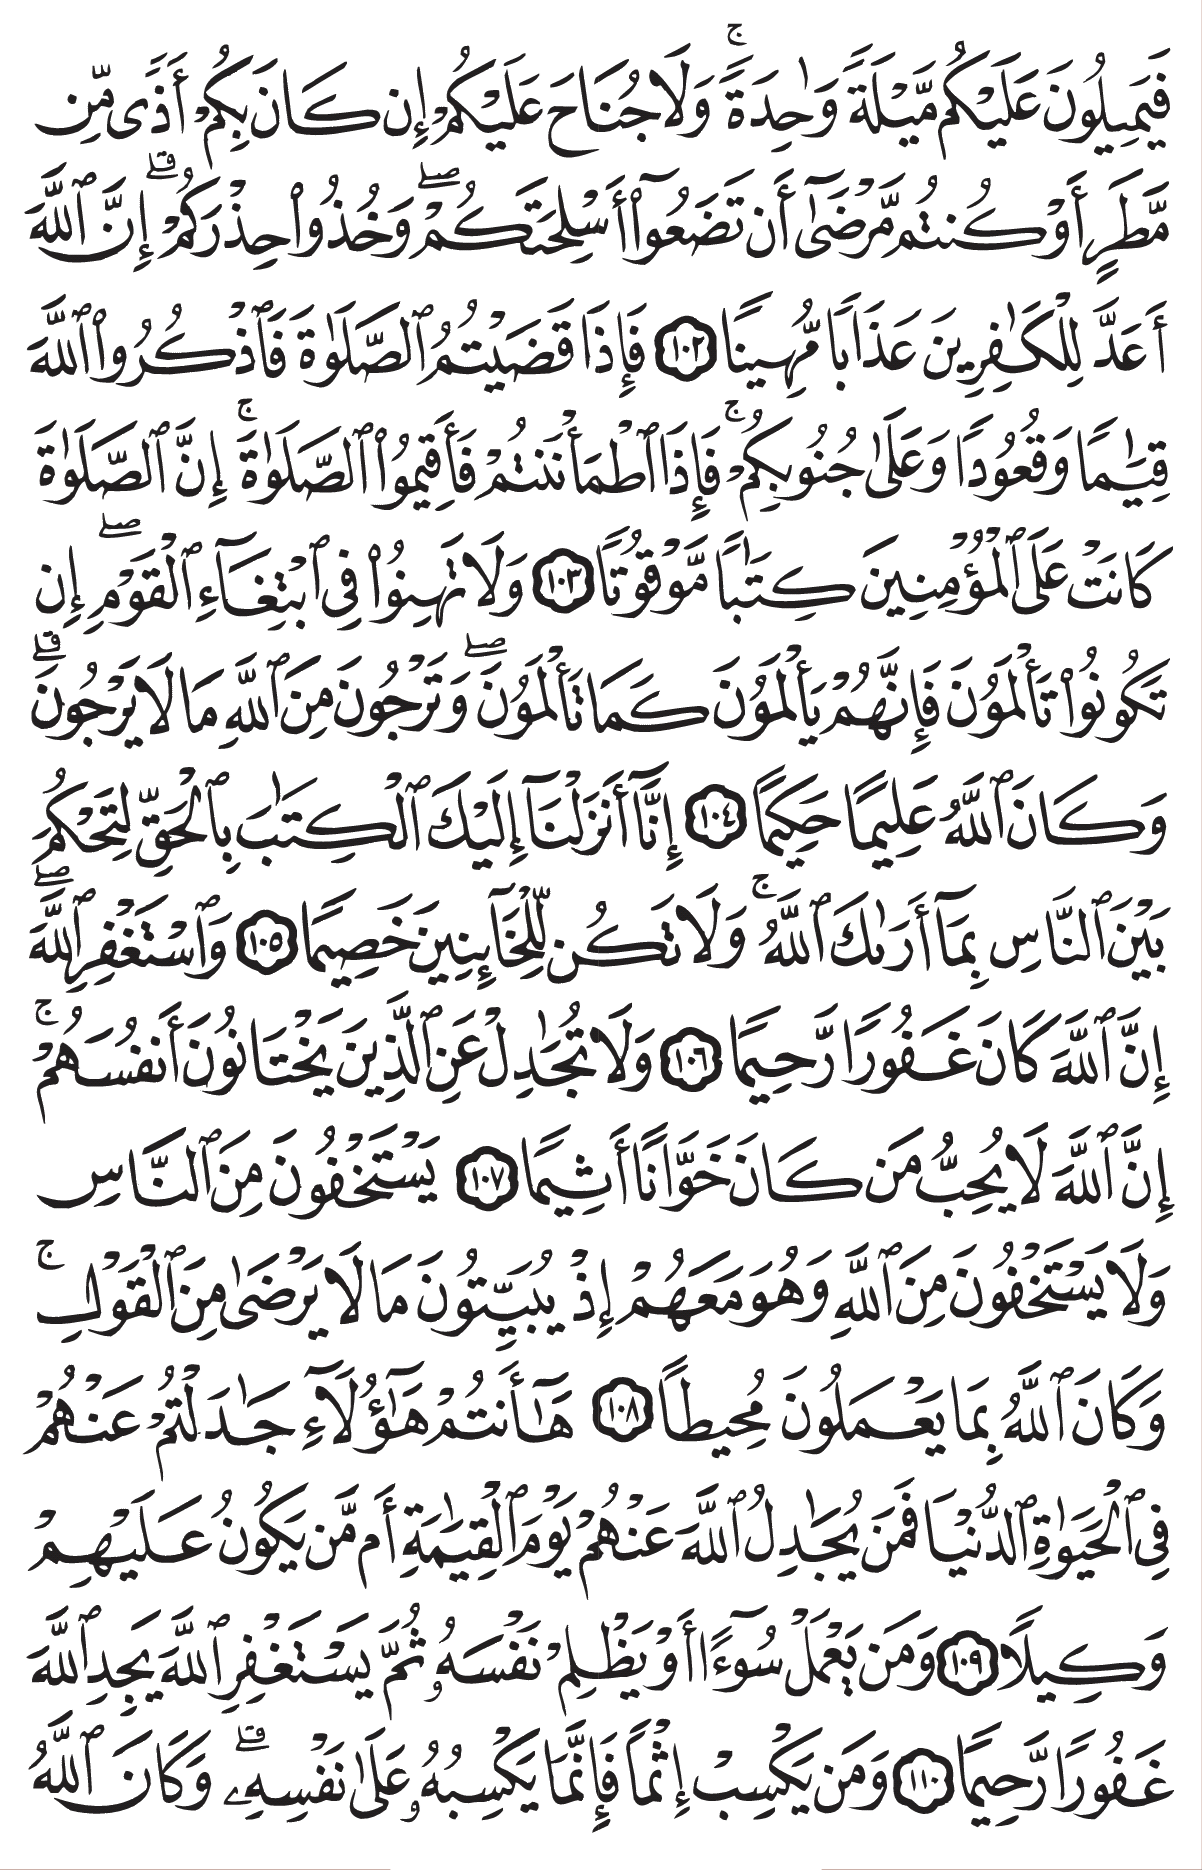 فَيَمِيلُونَ عَلَيْكُم مَّيْلَةً وَٰحِدَةً ۚ وَلَا جُنَاحَ عَلَيْكُمْ إِن كَانَ بِكُمْ أَذًى مِّن
مَّطَرٍ أَوْ كُنتُم مَّرْضَىٰٓ أَن تَضَعُوٓا۟ أَسْلِحَتَكُمْ ۖ وَخُذُوا۟ حِذْرَكُمْ ۗ إِنَّ ٱللَّهَ
أَعَدَّ لِلْكَـٰفِرِينَ عَذَابًا مُّهِينًا ١٠٢ فَإِذَا قَضَيْتُمُ ٱلصَّلَوٰةَ فَٱذْكُرُوا۟ ٱللَّهَ
قِيَـٰمًا وَقُعُودًا وَعَلَىٰ جُنُوبِكُمْ ۚ فَإِذَا ٱطْمَأْنَنتُمْ فَأَقِيمُوا۟ ٱلصَّلَوٰةَ ۚ إِنَّ ٱلصَّلَوٰةَ
كَانَتْ عَلَى ٱلْمُؤْمِنِينَ كِتَـٰبًا مَّوْقُوتًا ١٠٣ وَلَا تَهِنُوا۟ فِى ٱبْتِغَآءِ ٱلْقَوْمِ ۖ إِن
تَكُونُوا۟ تَأْلَمُونَ فَإِنَّهُمْ يَأْلَمُونَ كَمَا تَأْلَمُونَ ۖ وَتَرْجُونَ مِنَ ٱللَّهِ مَا لَا يَرْجُونَ ۗ
وَكَانَ ٱللَّهُ عَلِيمًا حَكِيمًا ١٠٤ إِنَّآ أَنزَلْنَآ إِلَيْكَ ٱلْكِتَـٰبَ بِٱلْحَقِّ لِتَحْكُمَ
بَيْنَ ٱلنَّاسِ بِمَآ أَرَىٰكَ ٱللَّهُ ۚ وَلَا تَكُن لِّلْخَآئِنِينَ خَصِيمًا ١٠٥ وَٱسْتَغْفِرِ ٱللَّهَ ۖ
إِنَّ ٱللَّهَ كَانَ غَفُورًا رَّحِيمًا ١٠٦ وَلَا تُجَـٰدِلْ عَنِ ٱلَّذِينَ يَخْتَانُونَ أَنفُسَهُمْ ۚ
إِنَّ ٱللَّهَ لَا يُحِبُّ مَن كَانَ خَوَّانًا أَثِيمًا ١٠٧ يَسْتَخْفُونَ مِنَ ٱلنَّاسِ
وَلَا يَسْتَخْفُونَ مِنَ ٱللَّهِ وَهُوَ مَعَهُمْ إِذْ يُبَيِّتُونَ مَا لَا يَرْضَىٰ مِنَ ٱلْقَوْلِ ۚ
وَكَانَ ٱللَّهُ بِمَا يَعْمَلُونَ مُحِيطًا ١٠٨ هَـٰٓأَنتُمْ هَـٰٓؤُلَآءِ جَـٰدَلْتُمْ عَنْهُمْ
فِى ٱلْحَيَوٰةِ ٱلدُّنْيَا فَمَن يُجَـٰدِلُ ٱللَّهَ عَنْهُمْ يَوْمَ ٱلْقِيَـٰمَةِ أَم مَّن يَكُونُ عَلَيْهِمْ
وَكِيلًا ١٠٩ وَمَن يَعْمَلْ سُوٓءًا أَوْ يَظْلِمْ نَفْسَهُۥ ثُمَّ يَسْتَغْفِرِ ٱللَّهَ يَجِدِ ٱللَّهَ
غَفُورًا رَّحِيمًا ١١٠ وَمَن يَكْسِبْ إِثْمًا فَإِنَّمَا يَكْسِبُهُۥ عَلَىٰ نَفْسِهِۦ ۚ وَكَانَ ٱللَّهُ